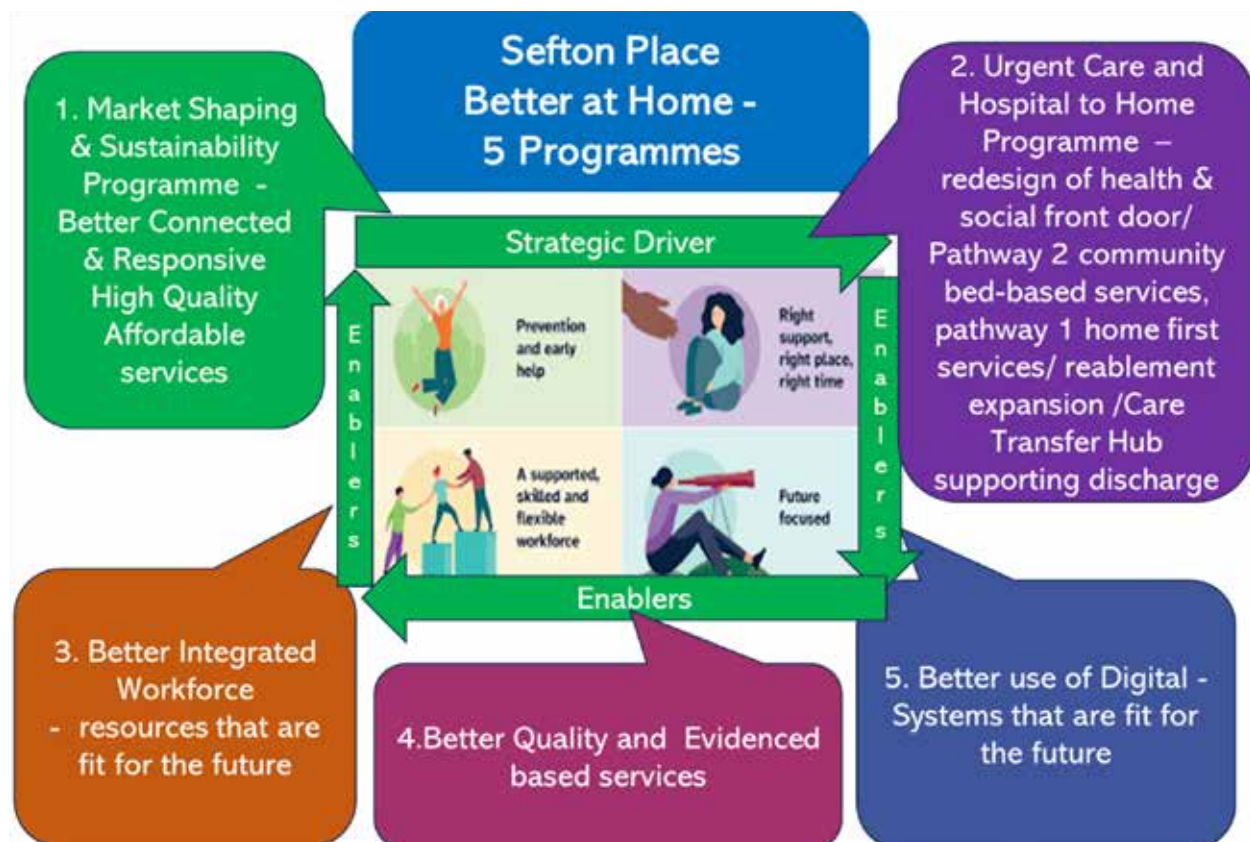 Sefton Place
Better at Home -
5 Programmes
1. Market Shaping
& Sustainability
Programme -
Better Connected
& Responsive
High Quality
Affordable
services
2. Urgent Care and
Hospital to Home
Programme –
redesign of health &
social front door/
Pathway 2 community
bed-based services,
pathway 1 home first
services/ reablement
expansion /Care
Transfer Hub
supporting discharge
Strategic Driver
Enablers
Prevention
and early
help
Right
support,
right place,
right time
Enablers
A supported,
skilled and
flexible
workforce
Future
focused
Enablers
3. Better Integrated
Workforce
- resources that are
fit for the future
4.Better Quality and Evidenced
based services
5. Better use of Digital -
Systems that are fit for
the future